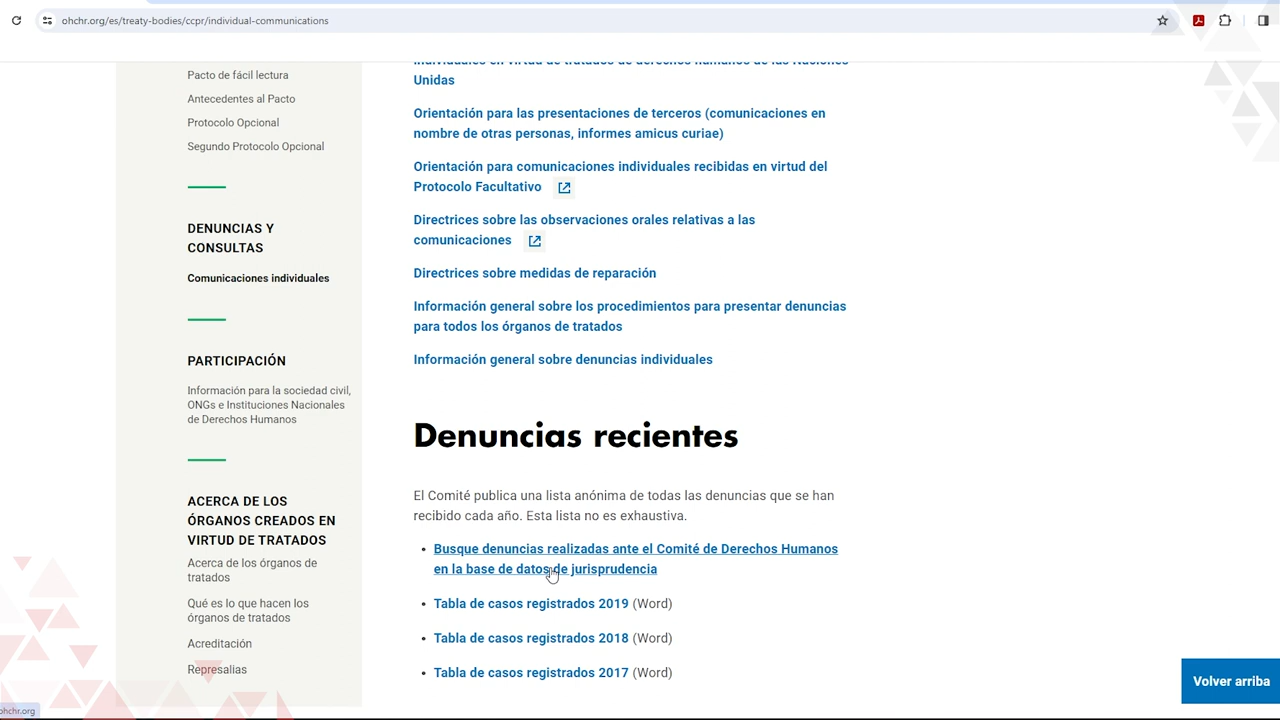 ohchr.org/es/treaty-bodies/ccpr/individual-communications
Pacto de fácil lectura
Antecedentes al Pacto
Protocolo Opcional
Segundo Protocolo Opcional
DENUNCIAS Y
CONSULTAS
Comunicaciones individuales
PARTICIPACIÓN
Información para la sociedad civil,
ONGs e Instituciones Nacionales
de Derechos Humanos
ACERCA DE LOS
ÓRGANOS CREADOS EN
VIRTUD DE TRATADOS
Acerca de los órganos de
tratados
Qué es lo que hacen los
órganos de tratados
Acreditación
Represalias
individuales en virtud de tratados de derechos humanos de las Naciones
Unidas
Orientación para las presentaciones de terceros (comunicaciones en
nombre de otras personas, informes amicus curiae)
Orientación para comunicaciones individuales recibidas en virtud del
Protocolo Facultativo
Directrices sobre las observaciones orales relativas a las
comunicaciones
Directrices sobre medidas de reparación
Información general sobre los procedimientos para presentar denuncias
para todos los órganos de tratados
Información general sobre denuncias individuales
Denuncias recientes
El Comité publica una lista anónima de todas las denuncias que se han
recibido cada año. Esta lista no es exhaustiva.
• Busque denuncias realizadas ante el Comité de Derechos Humanos
en la base de datos de jurisprudencia
• Tabla de casos registrados 2019 (Word)
• Tabla de casos registrados 2018 (Word)
• Tabla de casos registrados 2017 (Word)
Volver arriba
ohchr.org